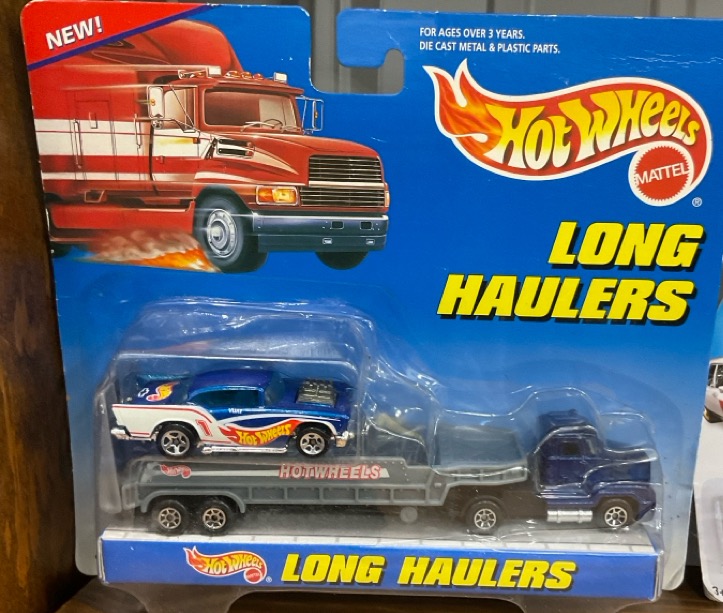 NEW!
FOR AGES OVER 3 YEARS.
DIE CAST METAL & PLASTIC PARTS.
Hot Wheels
MATTEL
®
LONG
HAULERS
1
Hot Wheels
HOTWHEELS
Hot Wheels
LONG HAULERS